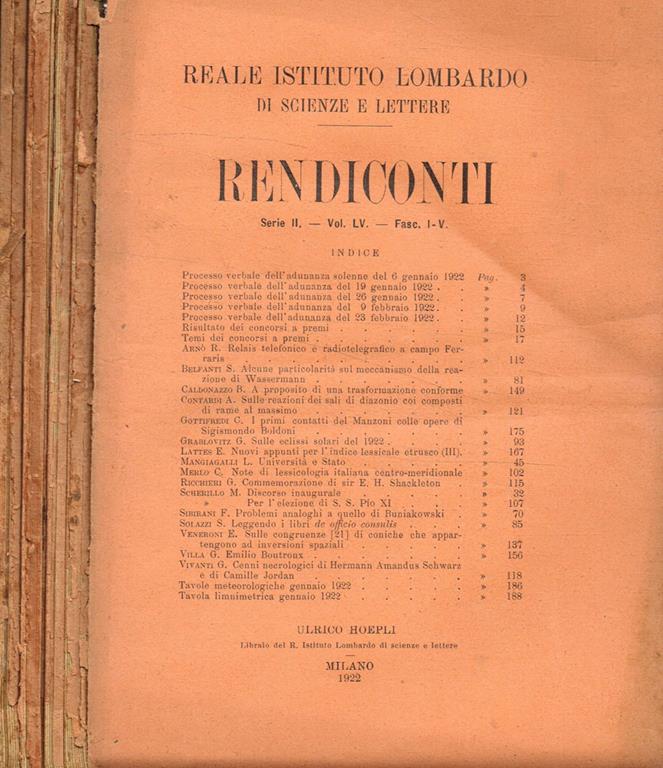 REALE ISTITUTO LOMBARDO
DI SCIENZE E LETTERE
RENDICONTI
Serie II. — Vol. LV. — Fasc. I-V.
INDICE
Processo verbale dell'adunanza solenne del 6 gennaio 1922 Pag. 3
Processo verbale dell'adunanza del 19 gennaio 1922 . . » 4
Processo verbale dell'adunanza del 26 gennaio 1922 . . » 7
Processo verbale dell'adunanza del 9 febbraio 1922 . . » 9
Processo verbale dell'adunanza del 23 febbraio 1922 . . » 12
Risultato dei concorsi a premi . . . . . . » 15
Temi dei concorsi a premi . . . . . . . » 17
ARNÒ R. Relais telefonico e radiotelegrafico a campo Fer-
raris . . . . . . . . . . » 112
BELFANTI S. Alcune particolarità sul meccanismo della rea-
zione di Wassermann . . . . . . . » 81
CALDONAZZO B. A proposito di una trasformazione conforme » 149
CONTARDI A. Sulle reazioni dei sali di diazonio coi composti
di rame al massimo . . . . . . . » 121
GOTTIFREDI C. I primi contatti del Manzoni colle opere di
Sigismondo Boldoni . . . . . . . » 175
GRABLOVITZ G. Sulle eclissi solari del 1922 . . . . » 93
LATTES E. Nuovi appunti per l'indice lessicale etrusco (III). » 167
MANGIAGALLI L. Università e Stato . . . . . » 45
MERLO C. Note di lessicologia italiana centro-meridionale » 102
RICCHIERI G. Commemorazione di sir E. H. Shackleton » 115
SCHERILLO M. Discorso inaugurale . . . . . » 32
» Per l'elezione di S. S. Pio XI . . . » 107
SIBIRANI F. Problemi analoghi a quello di Buniakowski . » 70
SOLAZZI S. Leggendo i libri de officio consulis . . . » 85
VENERONI E. Sulle congruenze [21] di coniche che appar-
tengono ad inversioni spaziali . . . . . » 137
VILLA G. Emilio Boutroux . . . . . . . » 156
VIVANTI G. Cenni necrologici di Hermann Amandus Schwarz
e di Camille Jordan . . . . . . . » 118
Tavole meteorologiche gennaio 1922 . . . . . » 186
Tavola limnimetrica gennaio 1922 . . . . . » 188
ULRICO HOEPLI
Libraio del R. Istituto Lombardo di scienze e lettere
MILANO
1922